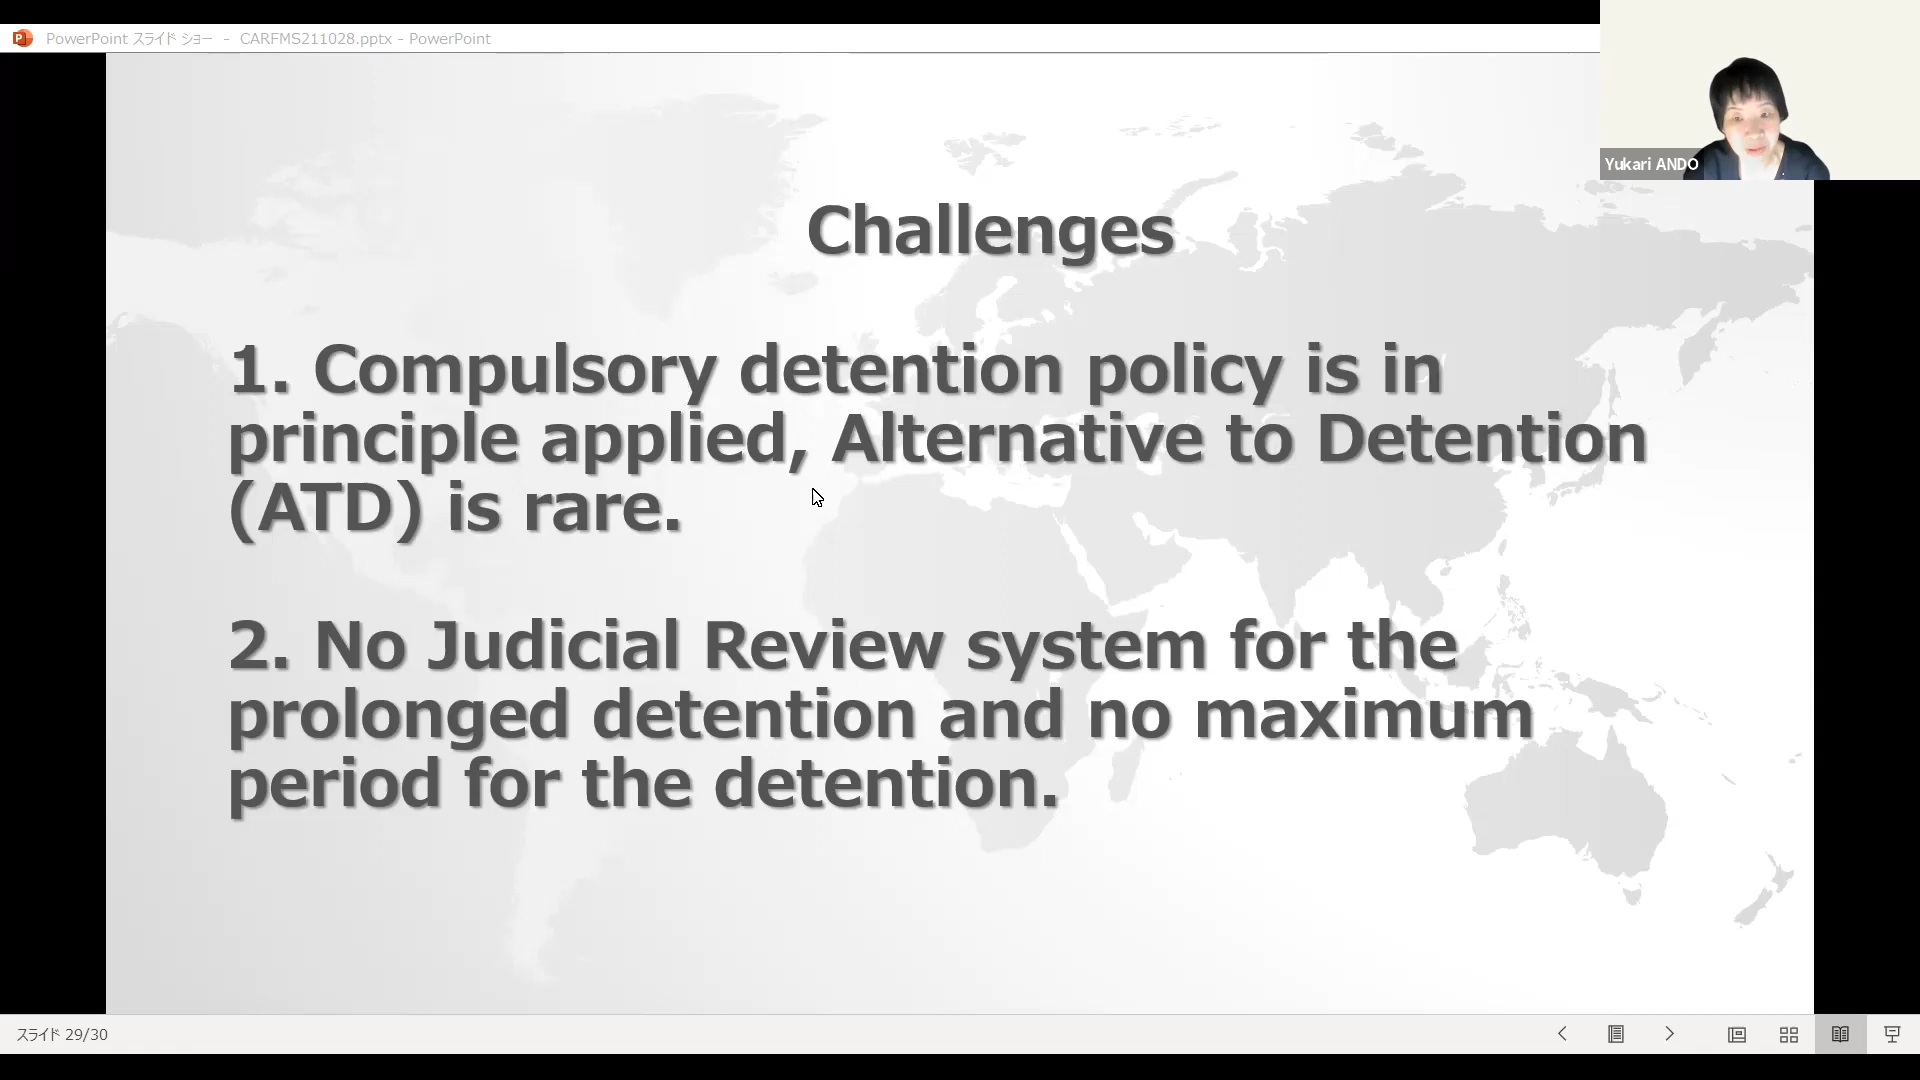 PowerPoint スライド ショー - CARFMS211028.pptx - PowerPoint
Yukari ANDO
Challenges
1. Compulsory detention policy is in
principle applied, Alternative to Detention
(ATD) is rare.
2. No Judicial Review system for the
prolonged detention and no maximum
period for the detention.
スライド 29/30